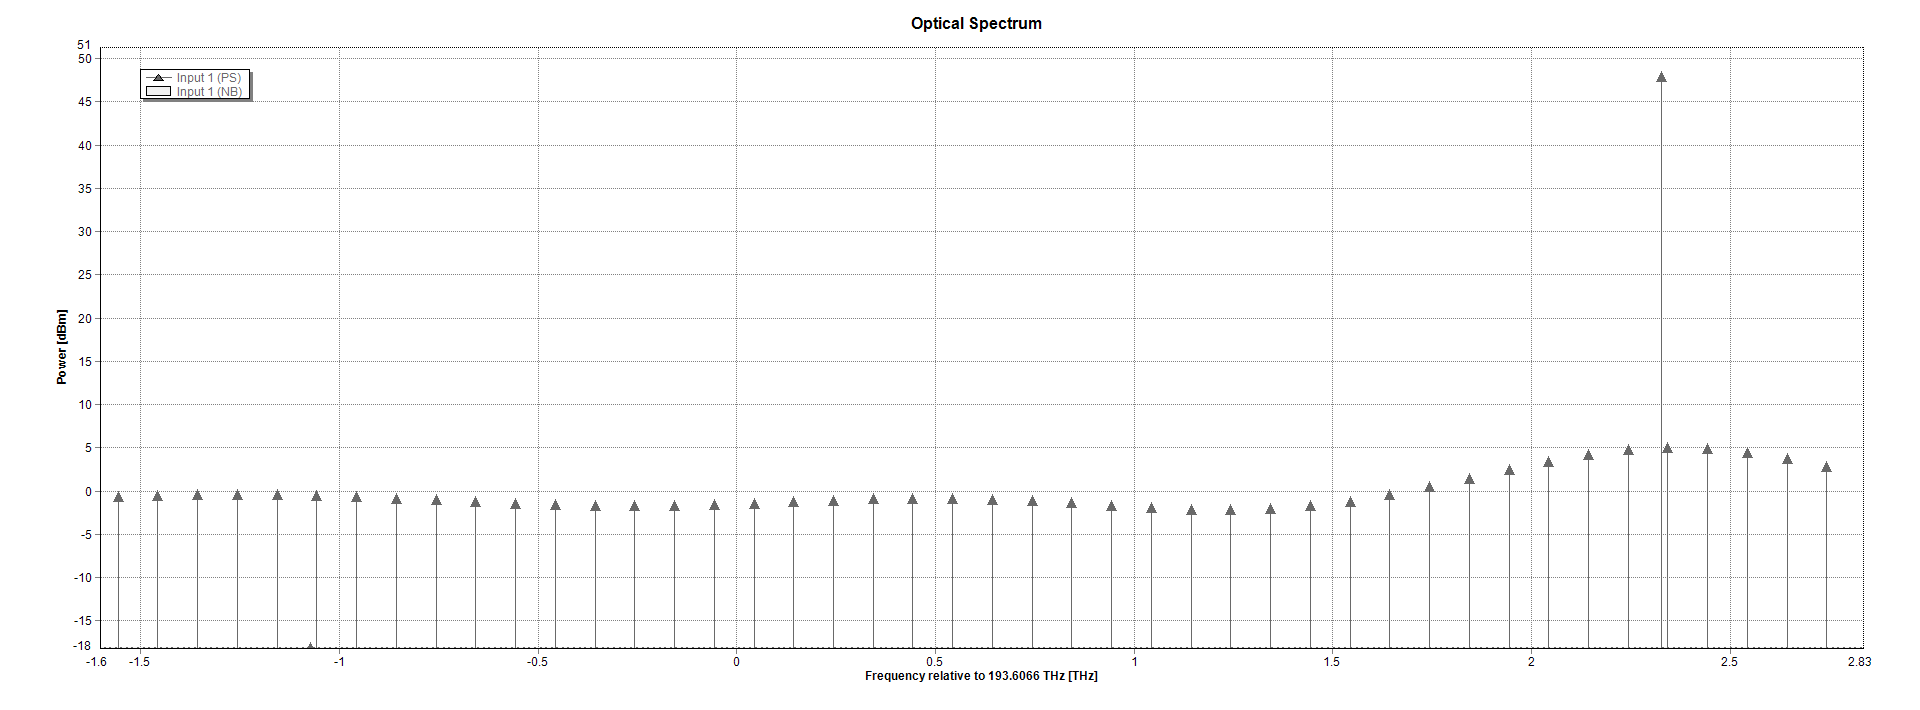 Optical Spectrum
51
50
45
40
35
30
25
20
15
10
5
0
-5
-10
-15
-18
Power [dBm]
Input 1 (PS)
Input 1 (NB)
-1.6 -1.5 -1 -0.5 0 0.5 1 1.5 2 2.5 2.83
Frequency relative to 193.6066 THz [THz]